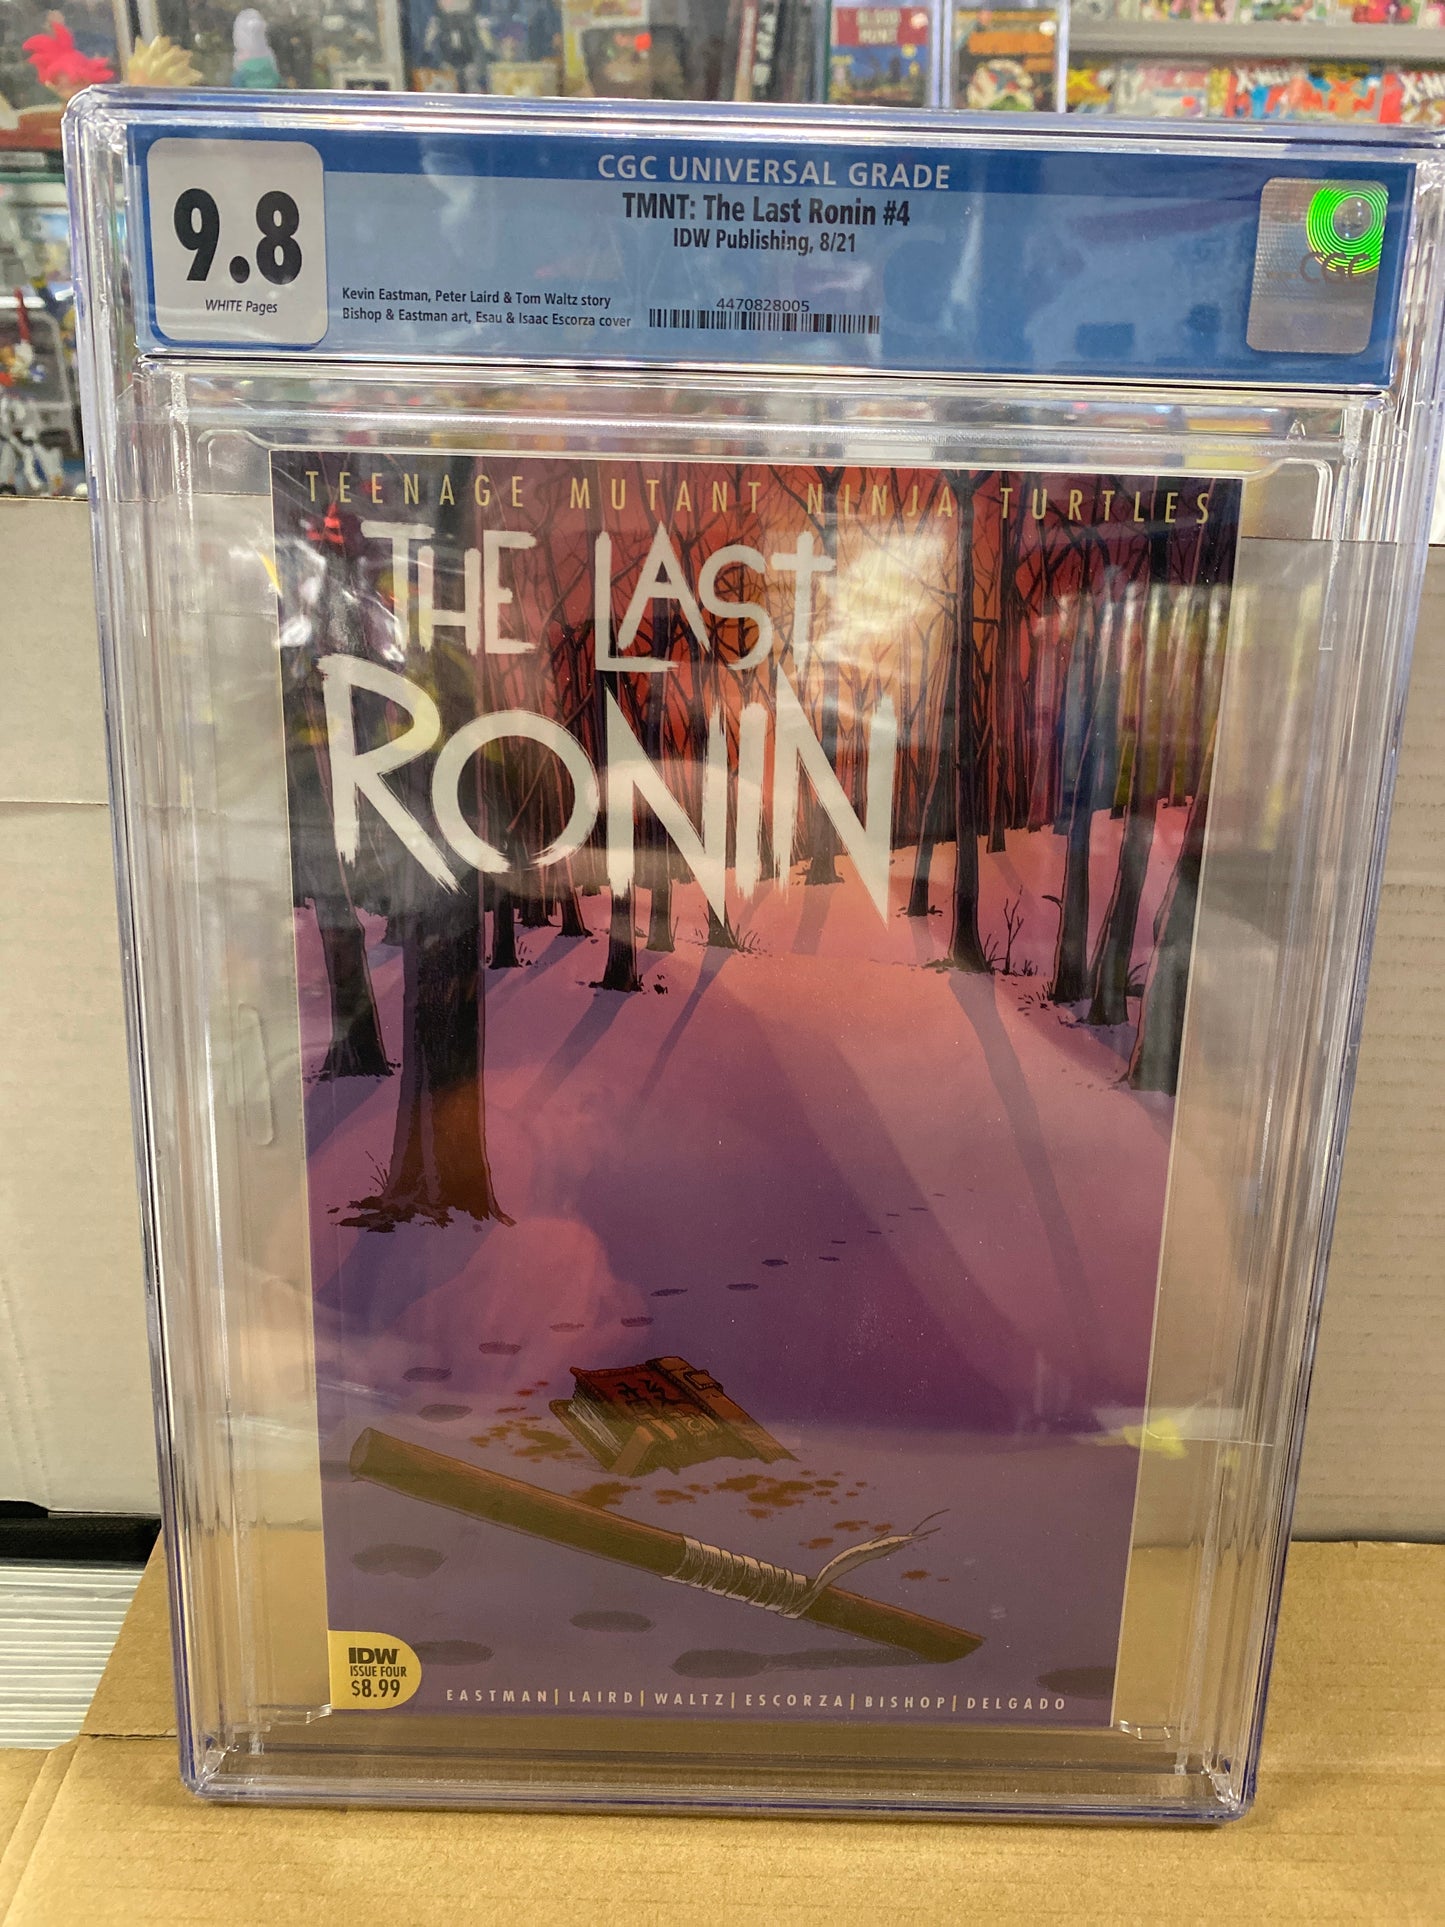 CGC UNIVERSAL GRADE
9.8
WHITE Pages
TMNT: The Last Ronin #4
IDW Publishing, 8/21
Kevin Eastman, Peter Laird & Tom Waltz story
Bishop & Eastman art, Esau & Isaac Escorza cover
4470828005
CGC
TEENAGE MUTANT NINJA TURTLES
THE LAST
RONIN
IDW
ISSUE FOUR
$8.99
EASTMAN | LAIRD | WALTZ | ESCORZA | BISHOP | DELGADO